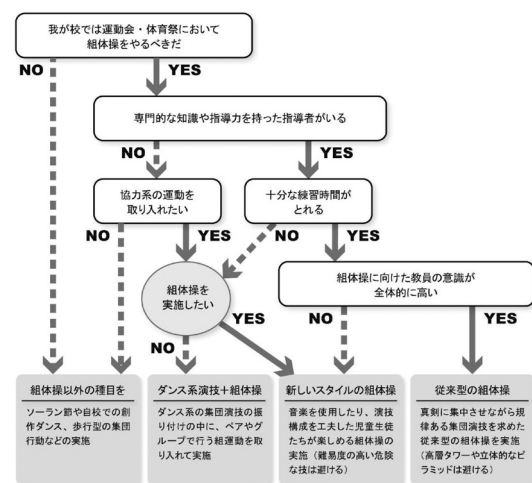 我が校では運動会・体育祭において
組体操をやるべきだ
NO
YES
専門的な知識や指導力を持った指導者がいる
NO
YES
協力系の運動を
取り入れたい
十分な練習時間が
とれる
NO
YES
NO
YES
組体操を
実施したい
組体操に向けた教員の意識が
全体的に高い
NO
YES
NO
YES
組体操以外の種目を
ソーラン節や自校での創
作ダンス、歩行型の集団
行動などの実施
ダンス系演技+組体操
ダンス系の集団演技の振
り付けの中に、ペアやグ
ループで行う組運動を取
り入れて実施
新しいスタイルの組体操
音楽を使用したり、演技
構成を工夫した児童生徒
たちが楽しめる組体操の
実施（難易度の高い危険
な技は避ける）
従来型の組体操
真剣に集中させながら規
律ある集団演技を求めた
従来型の組体操を実施
（高層タワーや立体的なピ
ラミッドは避ける）